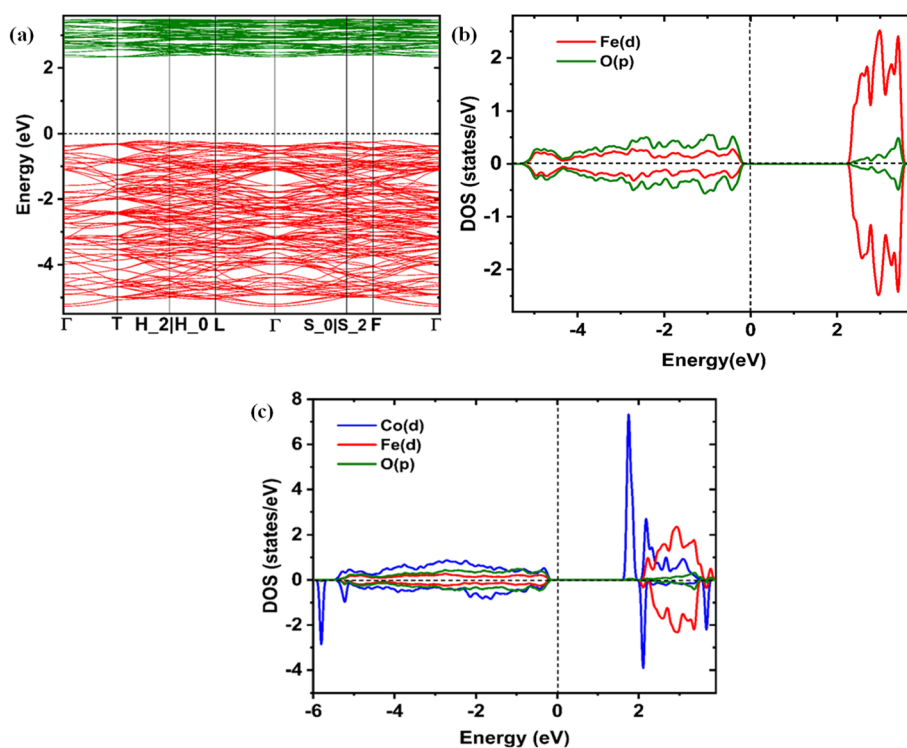 (a)
Energy (eV)
0
-2
-4
Γ T H_2|H_0 L Γ S_0|S_2 F Γ
(b)
Fe(d)
O(p)
DOS (states/eV)
2
1
0
-1
-2
-4 -2 0 2
Energy(eV)
(c)
Co(d)
Fe(d)
O(p)
DOS (states/eV)
8
6
4
2
0
-2
-4
-6 -4 -2 0 2
Energy (eV)